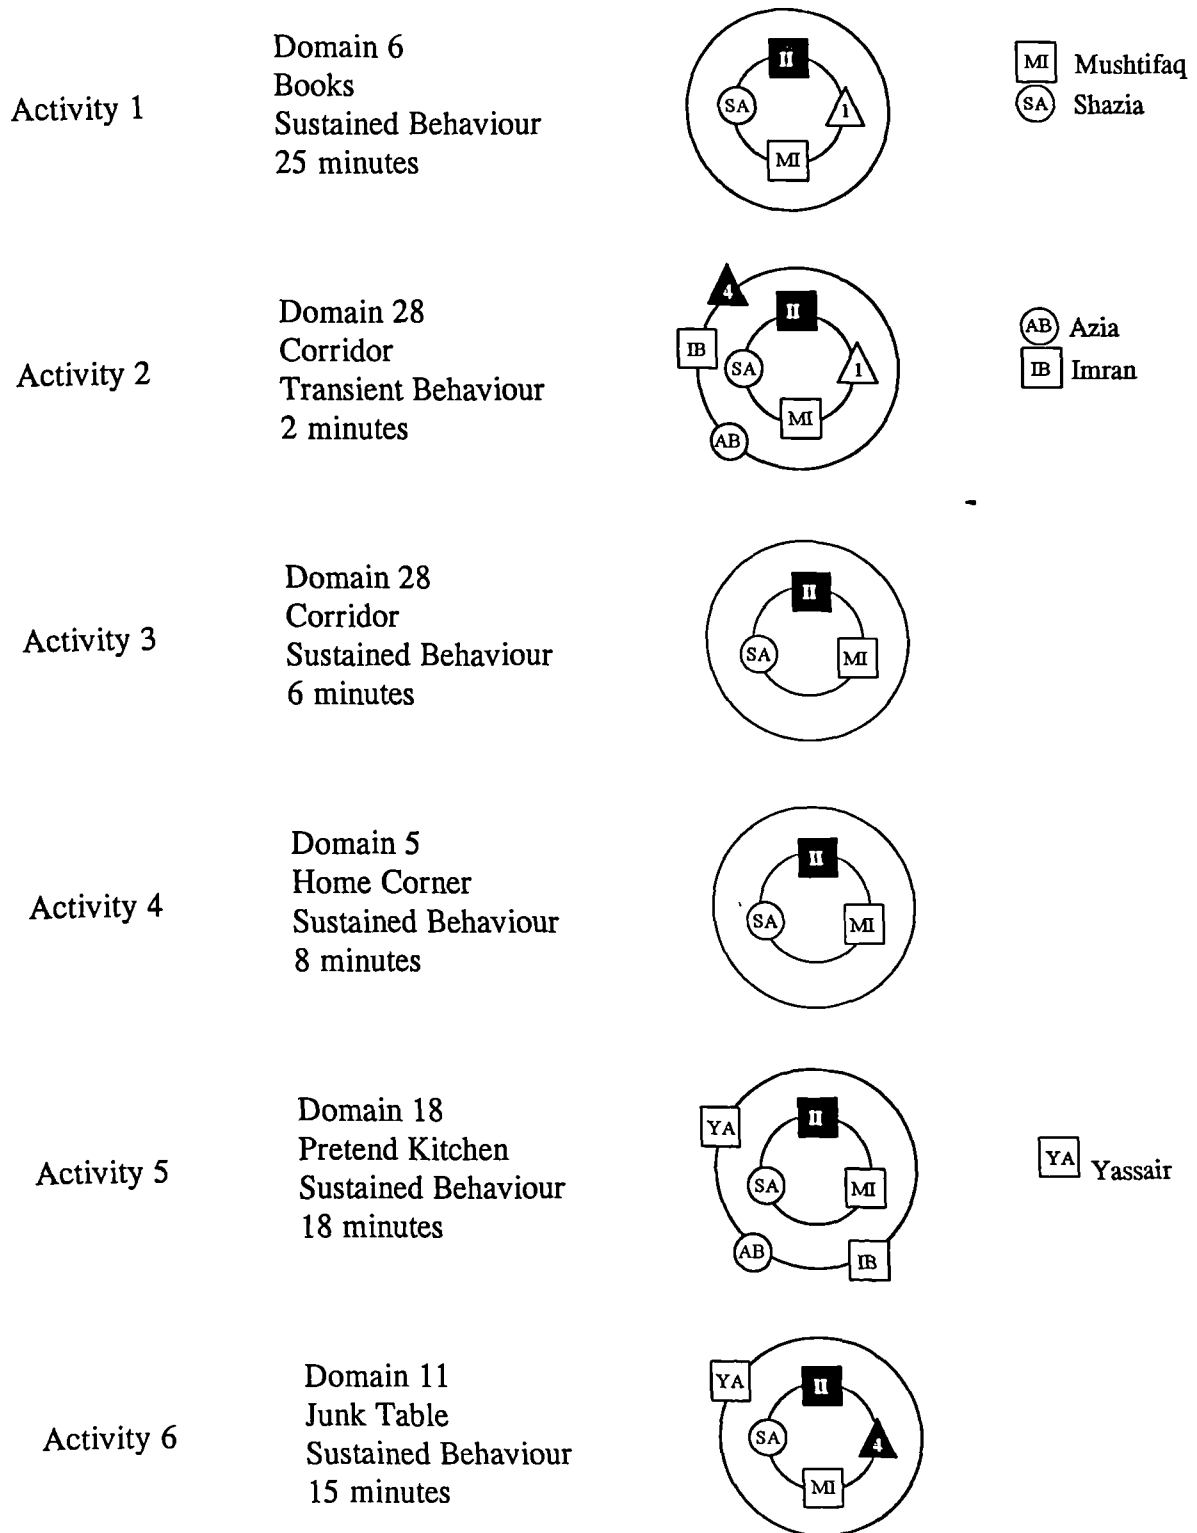 Activity 1
Domain 6
Books
Sustained Behaviour
25 minutes
II
SA
1
MI
MI Mushtifaq
SA Shazia
Activity 2
Domain 28
Corridor
Transient Behaviour
2 minutes
4
II
IB
SA
1
MI
AB
AB Azia
IB Imran
Activity 3
Domain 28
Corridor
Sustained Behaviour
6 minutes
II
SA
MI
Activity 4
Domain 5
Home Corner
Sustained Behaviour
8 minutes
II
SA
MI
Activity 5
Domain 18
Pretend Kitchen
Sustained Behaviour
18 minutes
YA
II
SA
MI
AB
IB
YA Yassair
Activity 6
Domain 11
Junk Table
Sustained Behaviour
15 minutes
YA
II
SA
4
MI